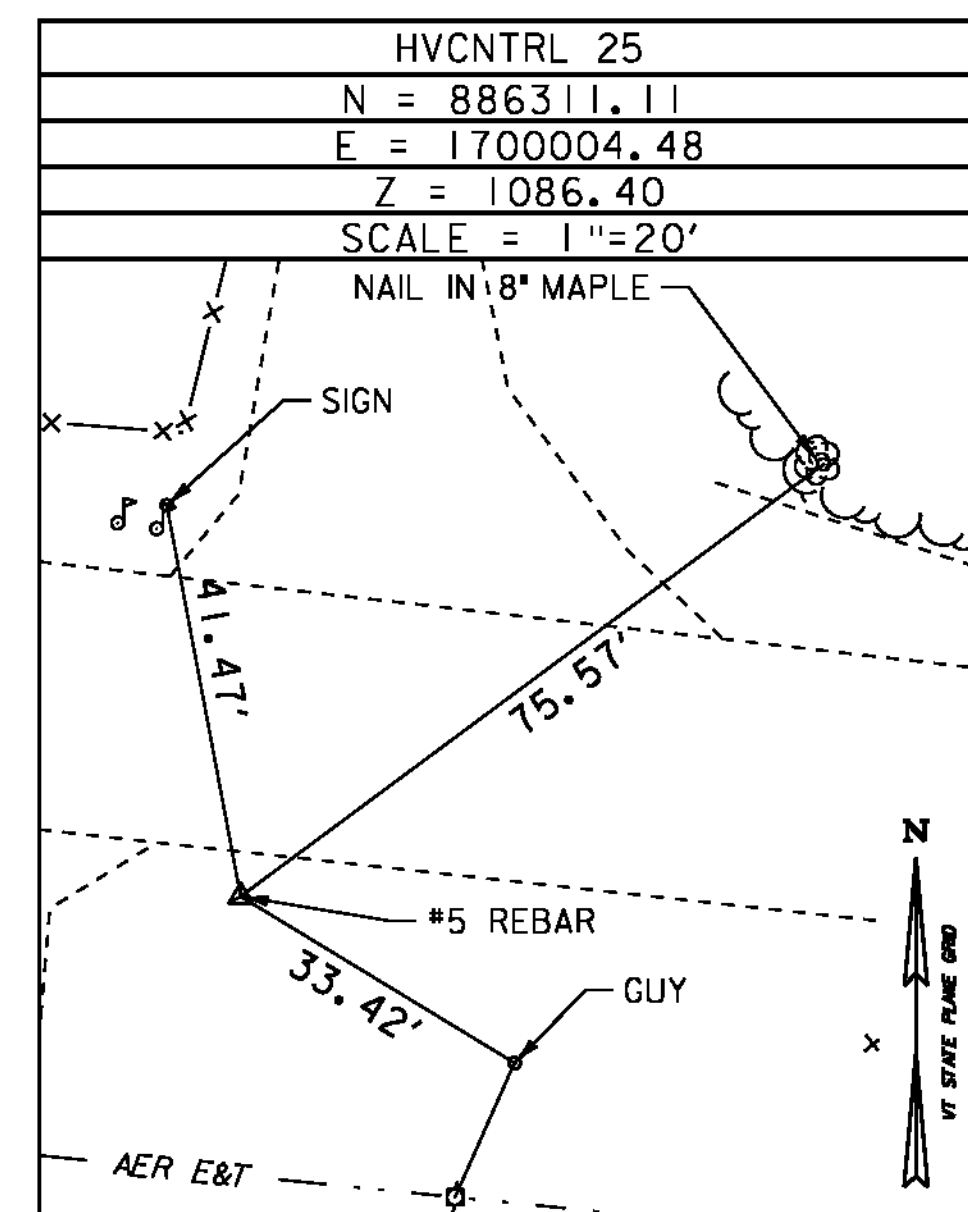 HVCNTRL 25
N = 886311.11
E = 1700004.48
Z = 1086.40
SCALE = 1"=20'
NAIL IN 8" MAPLE
SIGN
41.47'
75.57'
N
#5 REBAR
33.42'
GUY
VT STATE PLANE GRID
AER E&T